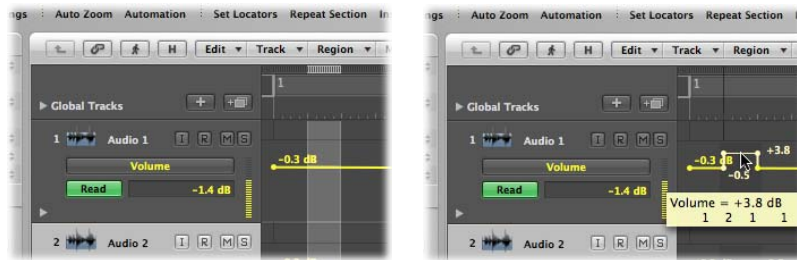 Auto Zoom Automation Set Locators Repeat Section
H Edit Track Region
1
Global Tracks
1 Audio 1 I R M S
Volume
-0.3 dB
Read -1.4 dB
2 Audio 2 I R M S
Auto Zoom Automation Set Locators Repeat Section
H Edit Track Region
1
Global Tracks
1 Audio 1 I R M S
+3.8
Volume
-0.3 dB
-0.5
Read -1.4 dB
Volume = +3.8 dB
1 2 1 1
2 Audio 2 I R M S